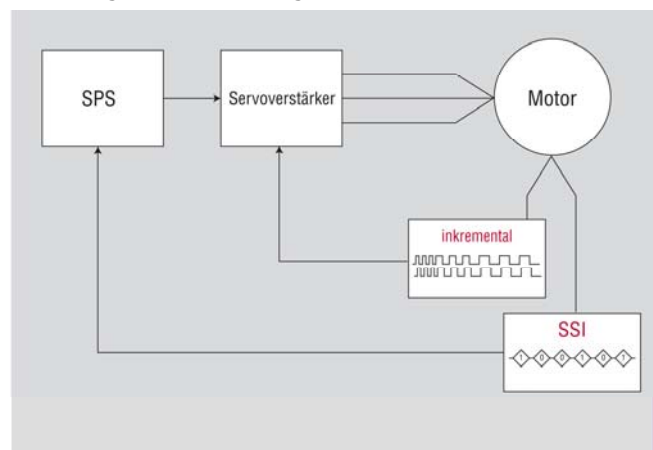 SPS
Servoverstärker
Motor
inkremental
SSI
1 0 0 1 0 1